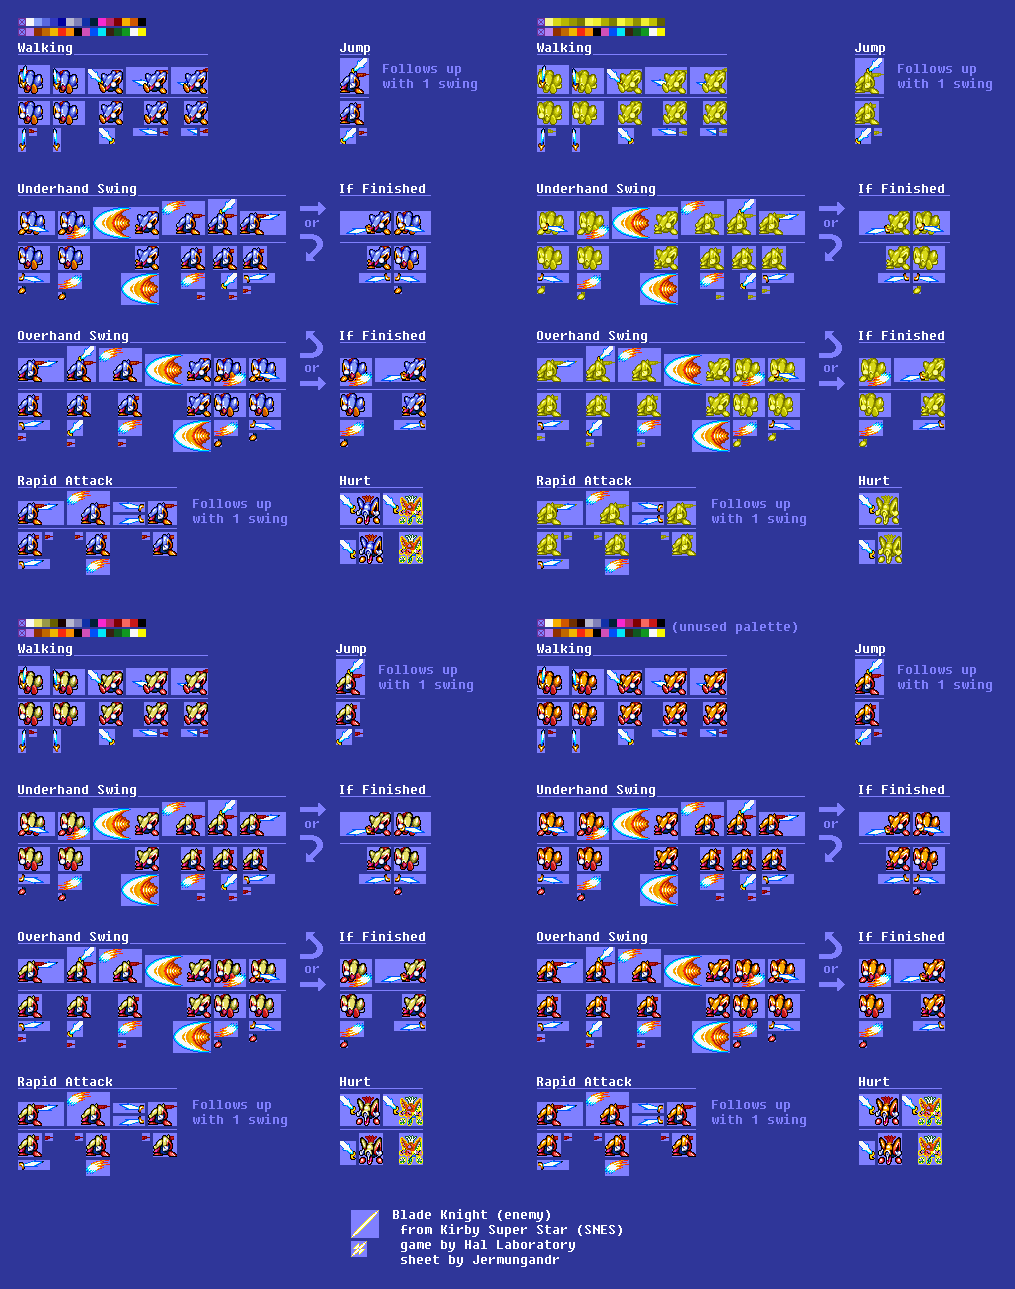 Walking
Jump
Follows up
with 1 swing
Walking
Jump
Follows up
with 1 swing
Underhand Swing
or
If Finished
Underhand Swing
or
If Finished
Overhand Swing
or
If Finished
Overhand Swing
or
If Finished
Rapid Attack
Follows up
with 1 swing
Hurt
Rapid Attack
Follows up
with 1 swing
Hurt
(unused palette)
Walking
Jump
Follows up
with 1 swing
Walking
Jump
Follows up
with 1 swing
Underhand Swing
or
If Finished
Underhand Swing
or
If Finished
Overhand Swing
or
If Finished
Overhand Swing
or
If Finished
Rapid Attack
Follows up
with 1 swing
Hurt
Rapid Attack
Follows up
with 1 swing
Hurt
Blade Knight (enemy)
from Kirby Super Star (SNES)
game by Hal Laboratory
sheet by Jermungandr